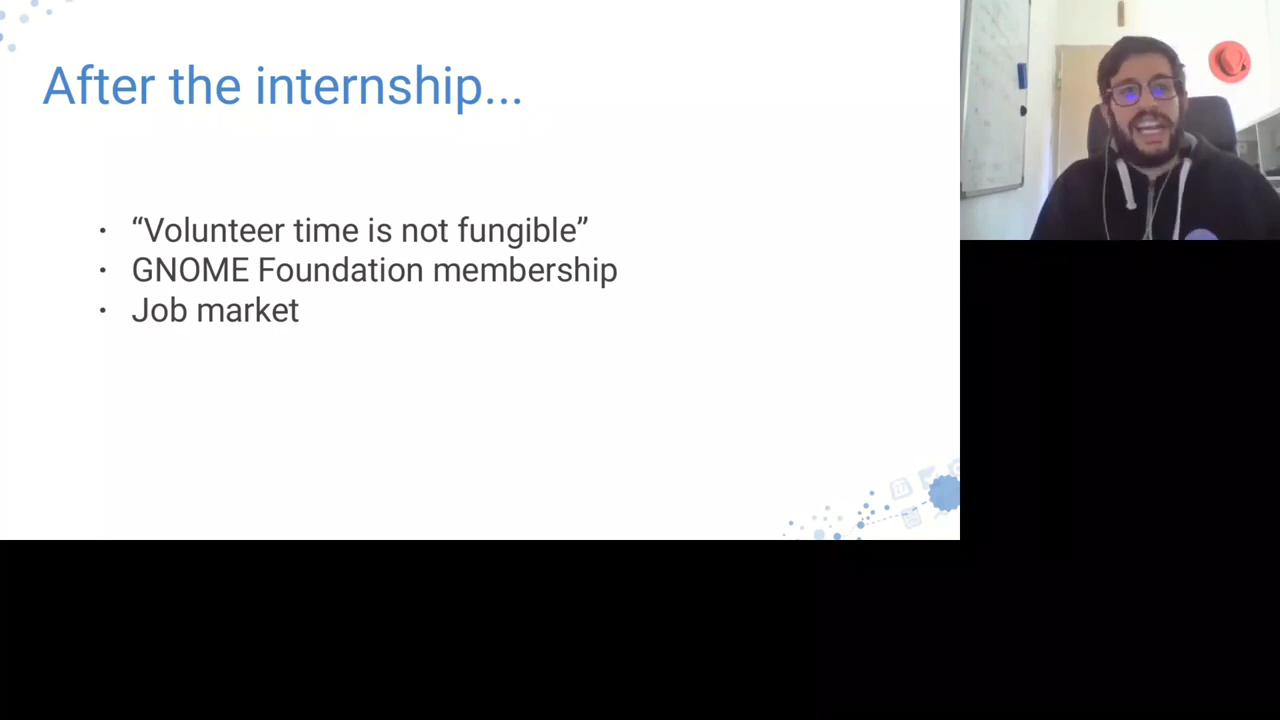 After the internship...
· “Volunteer time is not fungible”
· GNOME Foundation membership
· Job market